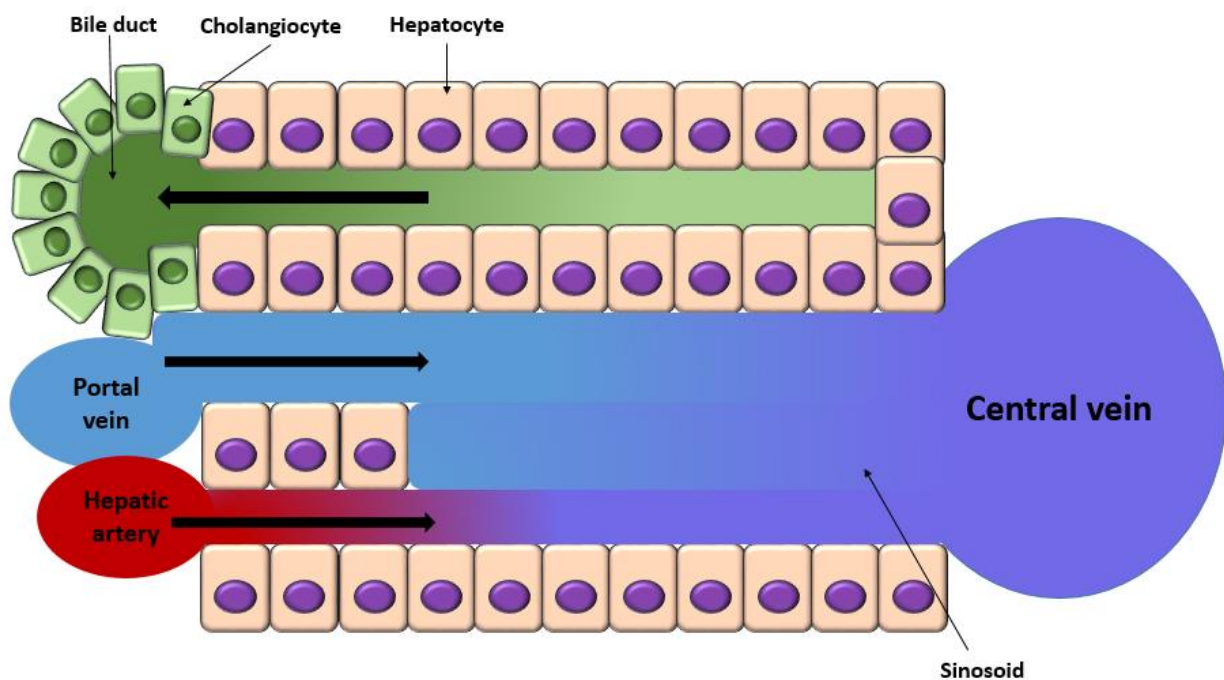 Bile duct
Cholangiocyte
Hepatocyte
Portal
vein
Central vein
Hepatic
artery
Sinosoid